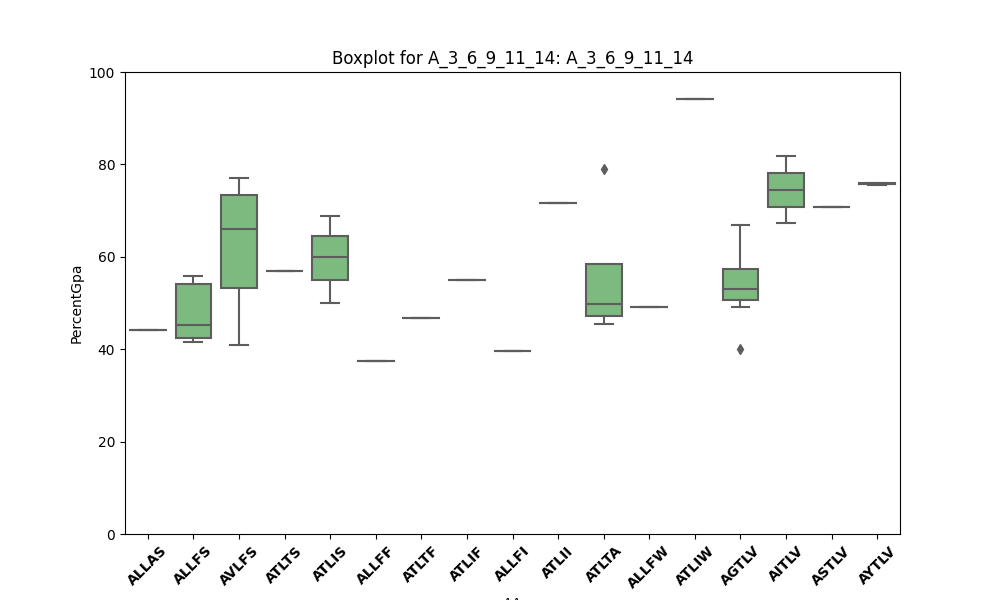 Boxplot for A_3_6_9_11_14: A_3_6_9_11_14
100
80
60
40
20
0
PercentGpa
ALLAS
ALLFS
AVLFS
ATLTS
ATLIS
ALLFF
ATLTF
ATLIF
ALLFI
ATLII
ATLTA
ALLFW
ATLIW
AGTLV
AITLV
ASTLV
AYTLV